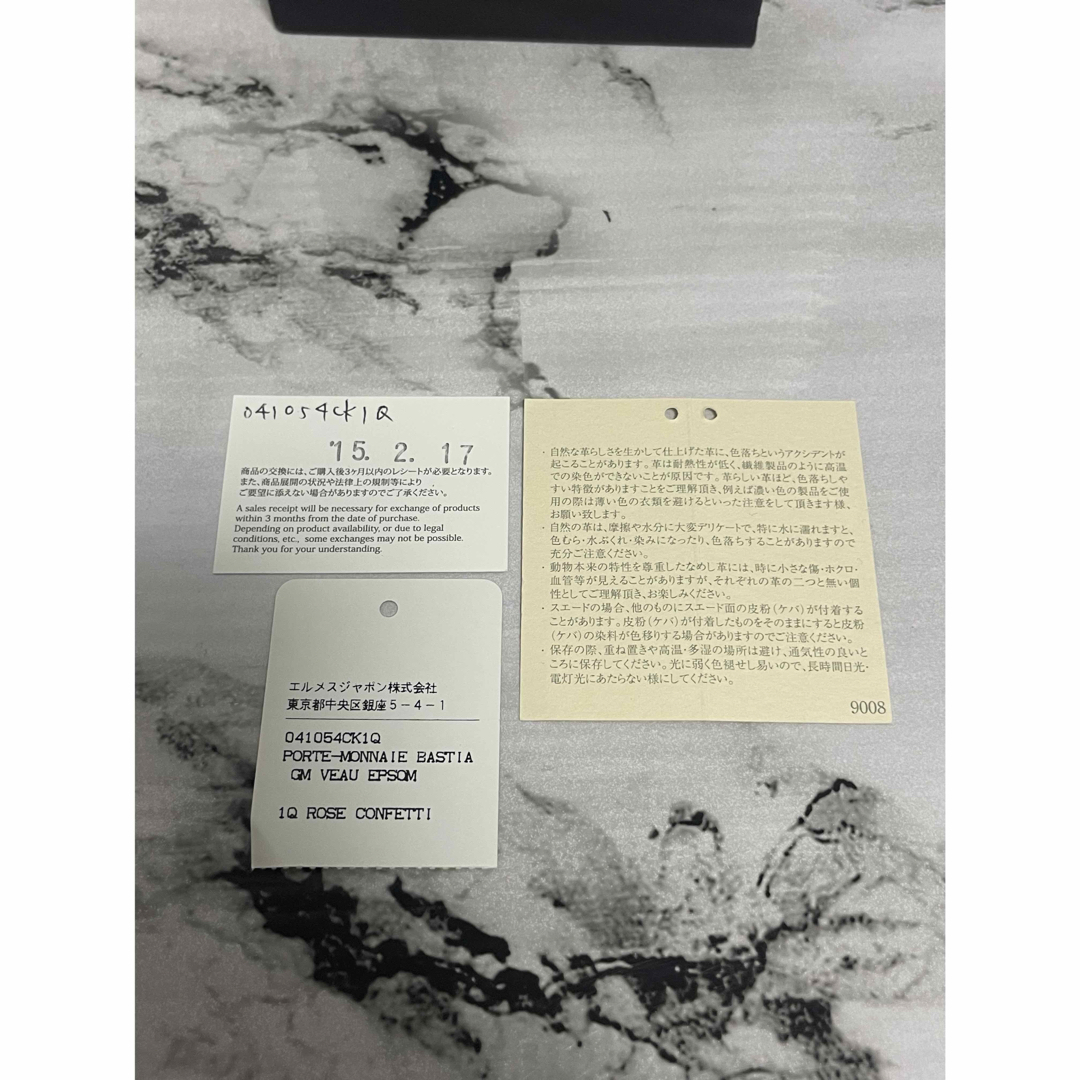 041054CK1Q
'15. 2. 17
商品の交換には、ご購入後3ヶ月以内のレシートが必要となります。
また、商品展開の状況や法律上の規制等により
ご要望に添えない場合がありますのでご了承ください。
A sales receipt will be necessary for exchange of products
within 3 months from the date of purchase.
Depending on product availability, or due to legal
conditions, etc., some exchanges may not be possible.
Thank you for your understanding.
エルメスジャポン株式会社
東京都中央区銀座5-4-1
041054CK1Q
PORTE-MONNAIE BASTIA
GM VEAU EPSOM
1Q ROSE CONFETTI
・自然な革らしさを生かして仕上げた革に、色落ちというアクシデントが
起こることがあります。革は耐熱性が低く、繊維製品のように高温
での染色ができないことが原因です。革らしい革ほど、色落ちしや
すい特徴がありますことをご理解頂き、例えば濃い色の製品をご使
用の際は薄い色の衣類を避けるといった注意をして頂きます様、
お願い致します。
・自然の革は、摩擦や水分に大変デリケートで、特に水に濡れますと、
色むら・水ぶくれ・染みになったり、色落ちすることがありますので
充分ご注意ください。
・動物本来の特性を尊重したなめし革には、時に小さな傷・ホクロ・
血管等が見えることがありますが、それぞれの革の二つと無い個
性としてご理解頂き、お楽しみください。
・スエードの場合、他のものにスエード面の皮粉(ケバ)が付着する
ことがあります。皮粉(ケバ)が付着したものをそのままにすると皮粉
(ケバ)の染料が色移りする場合がありますのでご注意ください。
・保存の際、重ね置きや高温・多湿の場所は避け、通気性の良いと
ころに保存してください。光に弱く色褪せし易いので、長時間日光・
電灯光にあたらない様にしてください。
9008